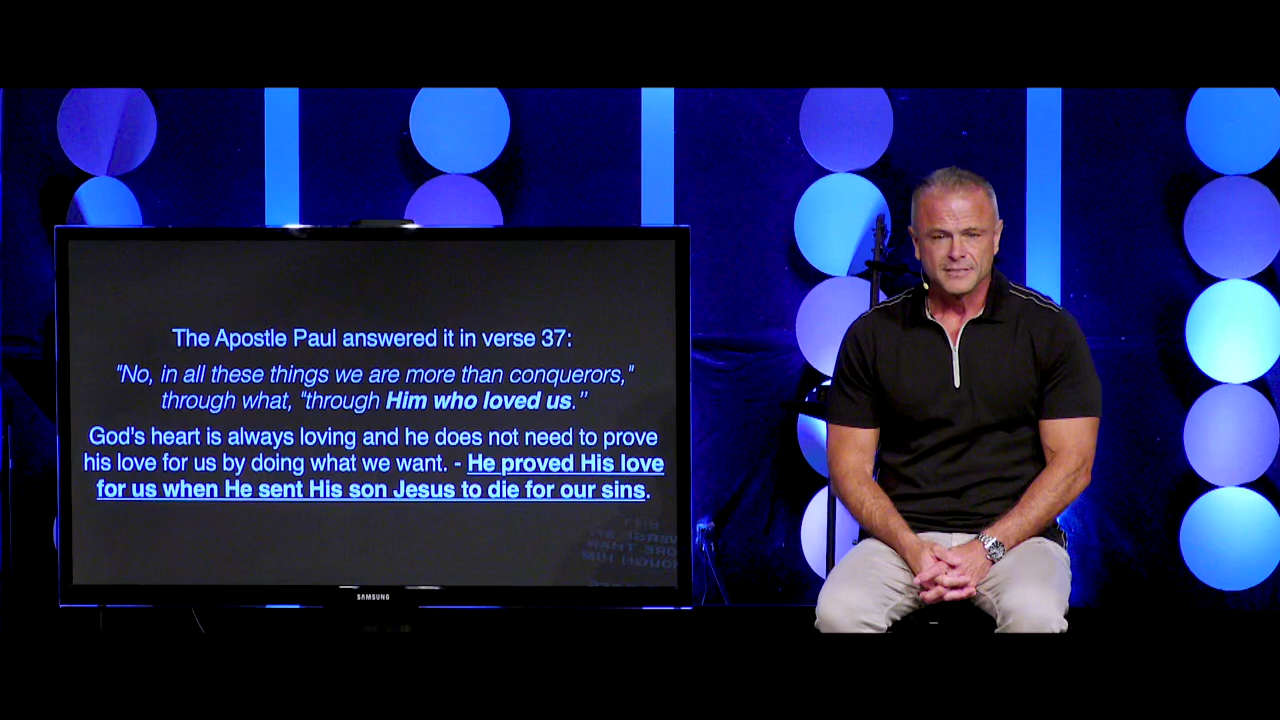 The Apostle Paul answered it in verse 37:
"No, in all these things we are more than conquerors,"
through what, "through Him who loved us.”
God's heart is always loving and he does not need to prove
his love for us by doing what we want. - He proved His love
for us when He sent His son Jesus to die for our sins.
SAMSUNG